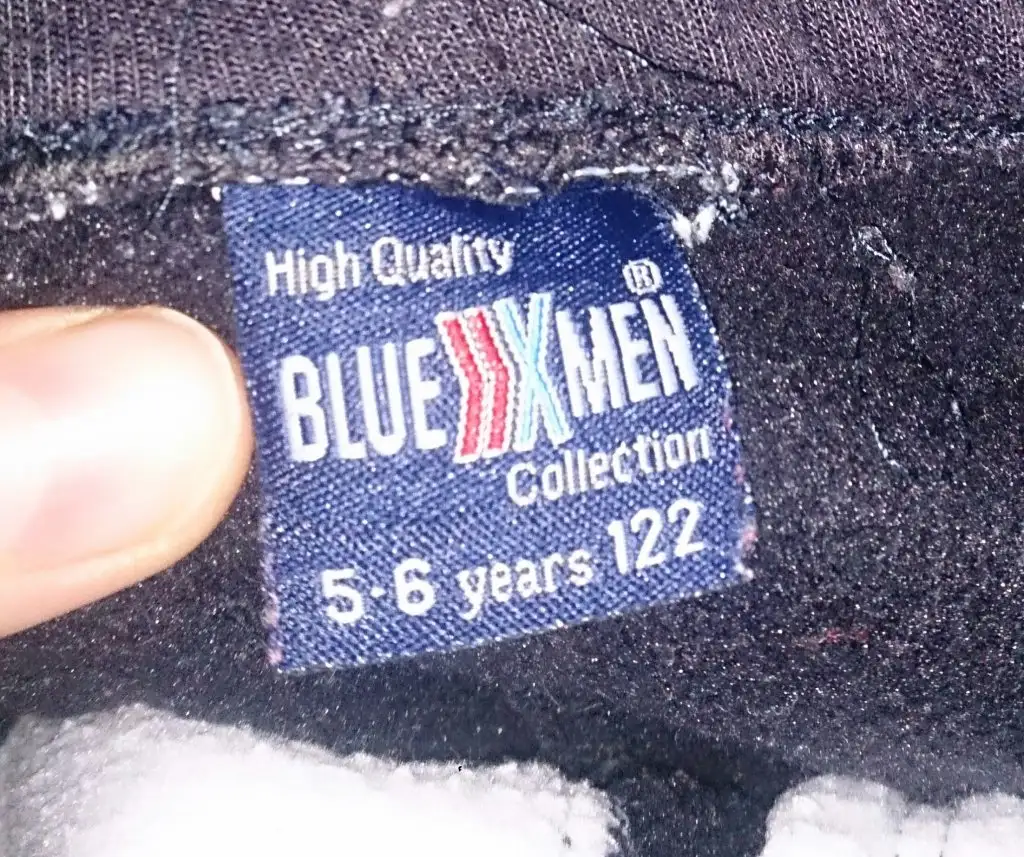 High Quality
®
BLUE X MEN
Collection
5-6 years 122